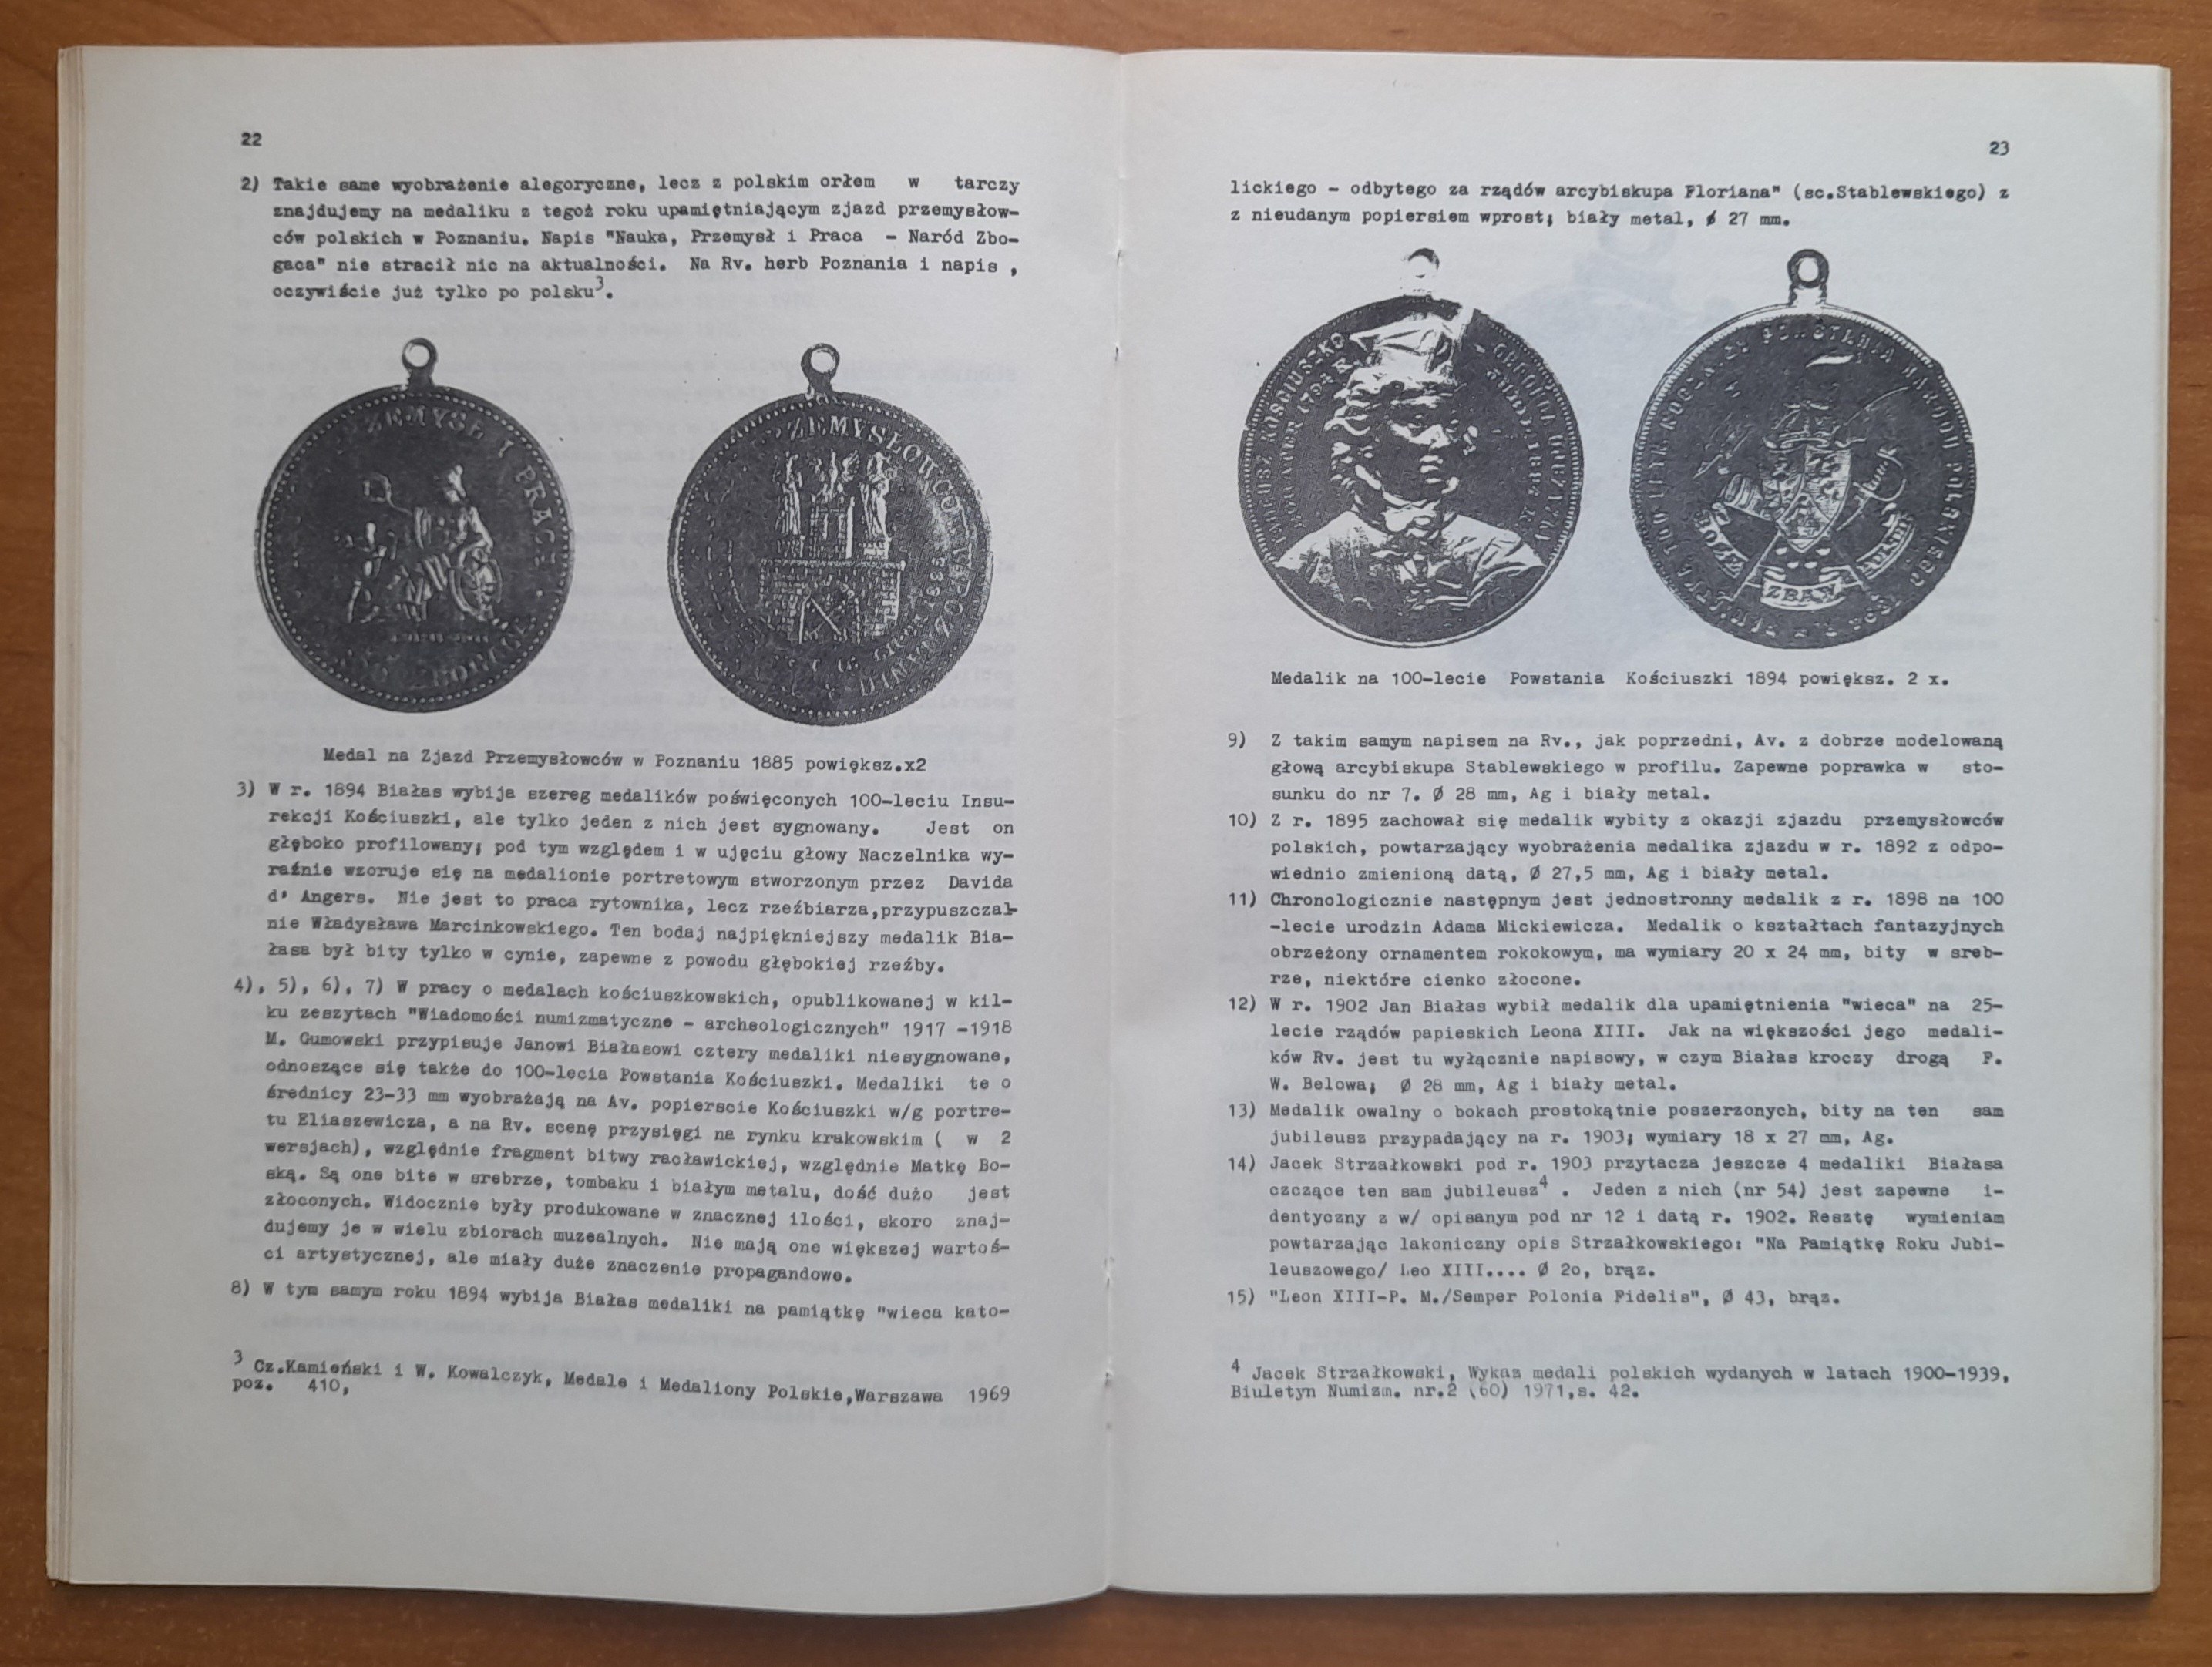 22
2) Takie same wyobrażenie alegoryczne, lecz z polskim orłem w tarczy
znajdujemy na medaliku z tegoż roku upamiętniającym zjazd przemysłow-
ców polskich w Poznaniu. Napis "Nauka, Przemysł i Praca - Naród Zbo-
gaca" nie stracił nic na aktualności. Na Rv. herb Poznania i napis ,
oczywiście już tylko po polsku3.
ZEMYSŁ I PRACE
ZEMYSŁOWCÓW W POZNANIU
Medal na Zjazd Przemysłowców w Poznaniu 1885 powiększ.x2
3) W r. 1894 Białas wybija szereg medalików poświęconych 100-leciu Insu-
rekcji Kościuszki, ale tylko jeden z nich jest sygnowany. Jest on
głęboko profilowany; pod tym względem i w ujęciu głowy Naczelnika wy-
raźnie wzoruje się na medalionie portretowym stworzonym przez Davida
d' Angers. Nie jest to praca rytownika, lecz rzeźbiarza,przypuszczal-
nie Władysława Marcinkowskiego. Ten bodaj najpiękniejszy medalik Bia-
łasa był bity tylko w cynie, zapewne z powodu głębokiej rzeźby.
4), 5), 6), 7) W pracy o medalach kościuszkowskich, opublikowanej w kil-
ku zeszytach "Wiadomości numizmatyczno - archeologicznych" 1917 -1918
M. Gumowski przypisuje Janowi Białasowi cztery medaliki niesygnowane,
odnoszące się także do 100-lecia Powstania Kościuszki. Medaliki te o
średnicy 23-33 mm wyobrażają na Av. popiersie Kościuszki w/g portre-
tu Eliaszewicza, a na Rv. scenę przysięgi na rynku krakowskim ( w 2
wersjach), względnie fragment bitwy racławickiej, względnie Matkę Bo-
ską. Są one bite w srebrze, tombaku i białym metalu, dość dużo jest
złoconych. Widocznie były produkowane w znacznej ilości, skoro znaj-
dujemy je w wielu zbiorach muzealnych. Nie mają one większej wartoś-
ci artystycznej, ale miały duże znaczenie propagandowe.
8) W tym samym roku 1894 wybija Białas medaliki na pamiątkę "wieca kato-
3 Cz.Kamieński i W. Kowalczyk, Medale i Medaliony Polskie,Warszawa 1969
poz. 410,
23
lickiego - odbytego za rządów arcybiskupa Floriana" (sc.Stablewskiego) z
z nieudanym popiersiem wprost; biały metal, ø 27 mm.
KOŚCIUSZKO
NARODU POLSKIEGO
BOŻE ZBAW POLSKĘ
Medalik na 100-lecie Powstania Kościuszki 1894 powiększ. 2 x.
9) Z takim samym napisem na Rv., jak poprzedni, Av. z dobrze modelowaną
głową arcybiskupa Stablewskiego w profilu. Zapewne poprawka w sto-
sunku do nr 7. Ø 28 mm, Ag i biały metal.
10) Z r. 1895 zachował się medalik wybity z okazji zjazdu przemysłowców
polskich, powtarzający wyobrażenia medalika zjazdu w r. 1892 z odpo-
wiednio zmienioną datą, Ø 27,5 mm, Ag i biały metal.
11) Chronologicznie następnym jest jednostronny medalik z r. 1898 na 100
-lecie urodzin Adama Mickiewicza. Medalik o kształtach fantazyjnych
obrzeżony ornamentem rokokowym, ma wymiary 20 x 24 mm, bity w sreb-
rze, niektóre cienko złocone.
12) W r. 1902 Jan Białas wybił medalik dla upamiętnienia "wieca" na 25-
lecie rządów papieskich Leona XIII. Jak na większości jego medali-
ków Rv. jest tu wyłącznie napisowy, w czym Białas kroczy drogą F.
W. Belowa; Ø 28 mm, Ag i biały metal.
13) Medalik owalny o bokach prostokątnie poszerzonych, bity na ten sam
jubileusz przypadający na r. 1903; wymiary 18 x 27 mm, Ag.
14) Jacek Strzałkowski pod r. 1903 przytacza jeszcze 4 medaliki Białasa
czczące ten sam jubileusz4 . Jeden z nich (nr 54) jest zapewne i-
dentyczny z w/ opisanym pod nr 12 i datą r. 1902. Resztę wymieniam
powtarzając lakoniczny opis Strzałkowskiego: "Na Pamiątkę Roku Jubi-
leuszowego/ Leo XIII.... Ø 2o, brąz.
15) "Leon XIII-P. M./Semper Polonia Fidelis", Ø 43, brąz.
4 Jacek Strzałkowski, Wykaz medali polskich wydanych w latach 1900-1939,
Biuletyn Numizm. nr.2 (60) 1971,s. 42.